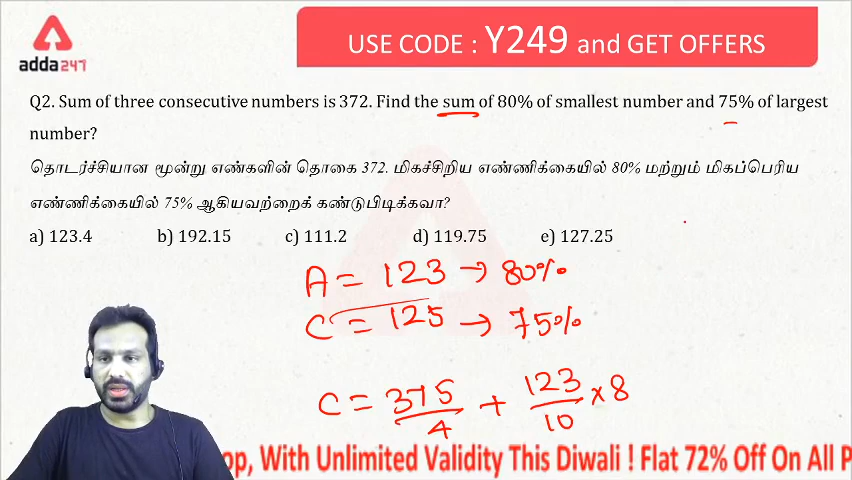 USE CODE : Y249 and GET OFFERS
adda247
Q2. Sum of three consecutive numbers is 372. Find the sum of 80% of smallest number and 75% of largest
number?
தொடர்ச்சியான மூன்று எண்களின் தொகை 372. மிகச்சிறிய எண்ணிக்கையில் 80% மற்றும் மிகப்பெரிய
எண்ணிக்கையில் 75% ஆகியவற்றைக் கண்டுபிடிக்கவா?
a) 123.4 b) 192.15 c) 111.2 d) 119.75 e) 127.25
A = 123 → 80%
C = 125 → 75%
C = 375/4 + 123/10 × 8
op, With Unlimited Validity This Diwali ! Flat 72% Off On All P